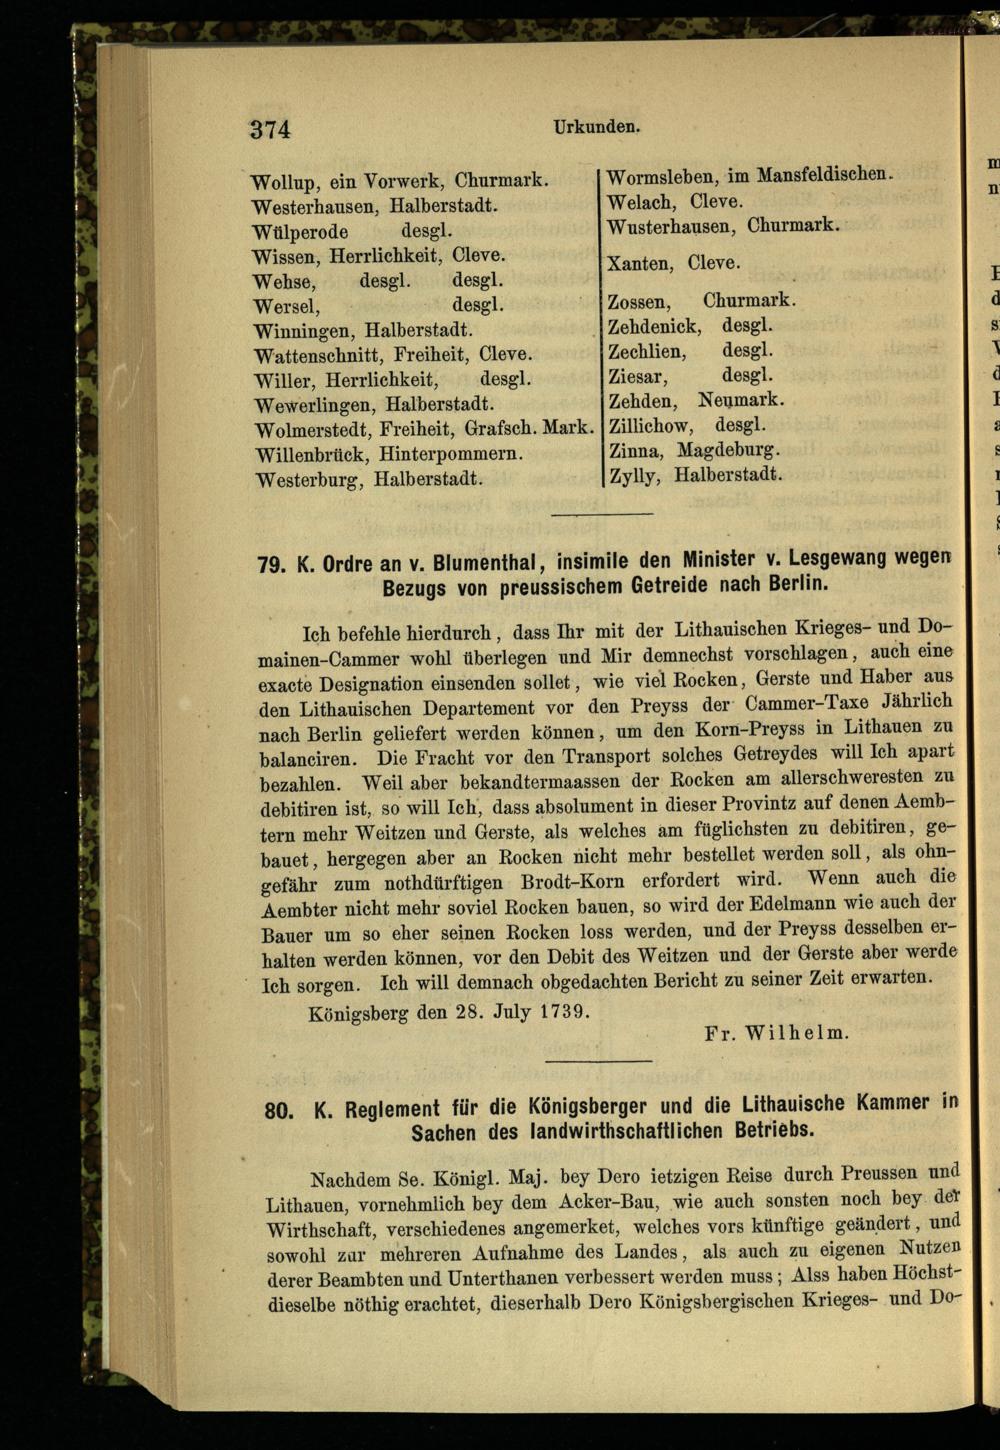 374
Urkunden.
Wollup, ein Vorwerk, Churmark.
Westerhausen, Halberstadt.
Wülperode desgl.
Wissen, Herrlichkeit, Cleve.
Wehse, desgl. desgl.
Wersel, desgl.
Winningen, Halberstadt.
Wattenschnitt, Freiheit, Cleve.
Willer, Herrlichkeit, desgl.
Wewerlingen, Halberstadt.
Wolmerstedt, Freiheit, Grafsch. Mark.
Willenbrück, Hinterpommern.
Westerburg, Halberstadt.
Wormsleben, im Mansfeldischen.
Welach, Cleve.
Wusterhausen, Churmark.
Xanten, Cleve.
Zossen, Churmark.
Zehdenick, desgl.
Zechlien, desgl.
Ziesar, desgl.
Zehden, Neumark.
Zillichow, desgl.
Zinna, Magdeburg.
Zylly, Halberstadt.
79. K. Ordre an v. Blumenthal, insimile den Minister v. Lesgewang wegen
Bezugs von preussischem Getreide nach Berlin.
Ich befehle hierdurch, dass Ihr mit der Lithauischen Krieges- und Do-
mainen-Cammer wohl überlegen und Mir demnechst vorschlagen, auch eine
exacte Designation einsenden sollet, wie viel Rocken, Gerste und Haber aus
den Lithauischen Departement vor den Preyss der Cammer-Taxe Jährlich
nach Berlin geliefert werden können, um den Korn-Preyss in Lithauen zu
balanciren. Die Fracht vor den Transport solches Getreydes will Ich apart
bezahlen. Weil aber bekandtermaassen der Rocken am allerschweresten zu
debitiren ist, so will Ich, dass absolument in dieser Provintz auf denen Aemb-
tern mehr Weitzen und Gerste, als welches am füglichsten zu debitiren, ge-
bauet, hergegen aber an Rocken nicht mehr bestellet werden soll, als ohn-
gefähr zum nothdürftigen Brodt-Korn erfordert wird. Wenn auch die
Aembter nicht mehr soviel Rocken bauen, so wird der Edelmann wie auch der
Bauer um so eher seinen Rocken loss werden, und der Preyss desselben er-
halten werden können, vor den Debit des Weitzen und der Gerste aber werde
Ich sorgen. Ich will demnach obgedachten Bericht zu seiner Zeit erwarten.
Königsberg den 28. July 1739.
Fr. Wilhelm.
80. K. Reglement für die Königsberger und die Lithauische Kammer in
Sachen des landwirthschaftlichen Betriebs.
Nachdem Se. Königl. Maj. bey Dero ietzigen Reise durch Preussen und
Lithauen, vornehmlich bey dem Acker-Bau, wie auch sonsten noch bey der
Wirthschaft, verschiedenes angemerket, welches vors künftige geändert, und
sowohl zur mehreren Aufnahme des Landes, als auch zu eigenen Nutzen
derer Beambten und Unterthanen verbessert werden muss; Alss haben Höchst-
dieselbe nöthig erachtet, dieserhalb Dero Königsbergischen Krieges- und Do-